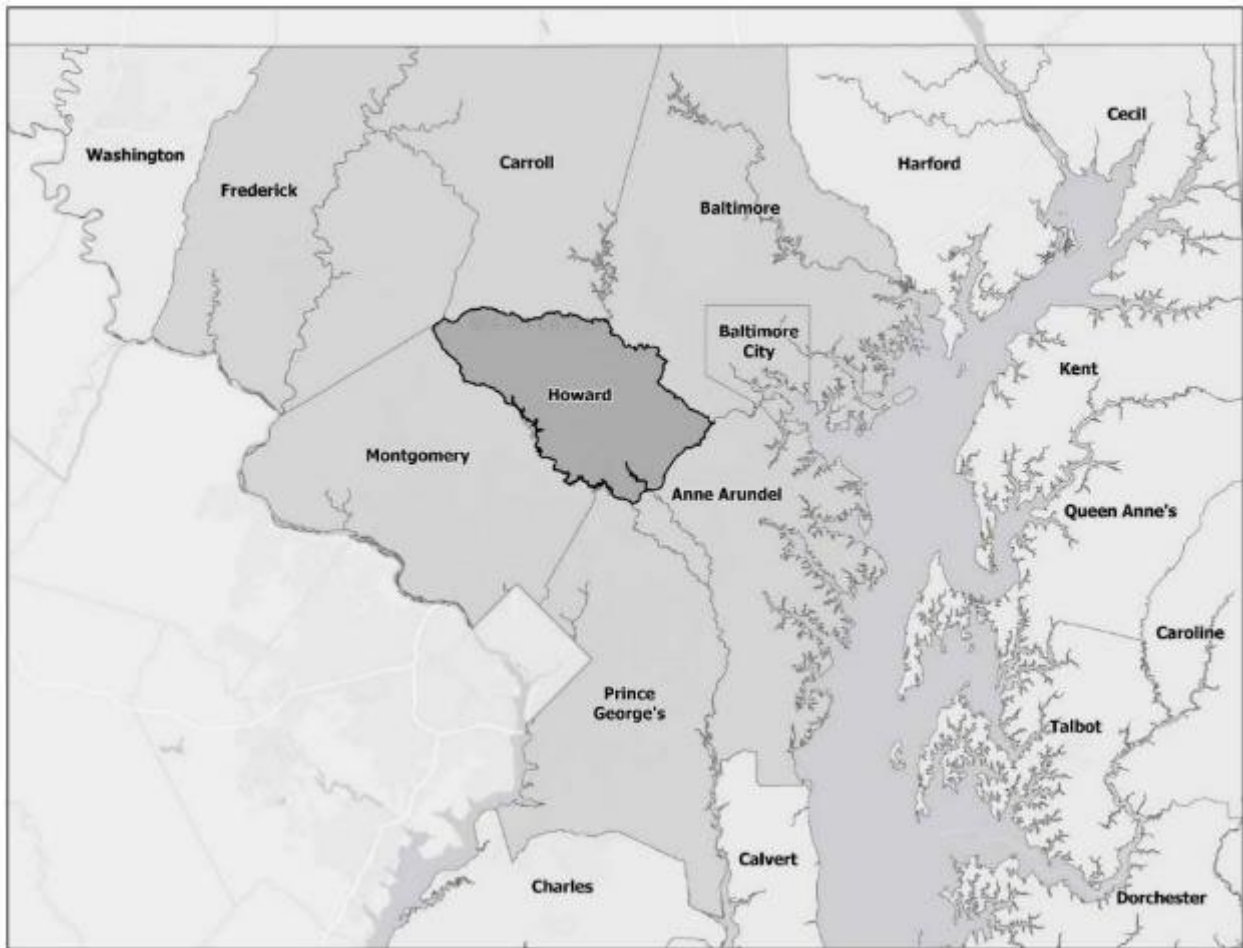 Cecil
Washington
Carroll
Harford
Frederick
Baltimore
Baltimore
City
Kent
Howard
Montgomery
Anne Arundel
Queen Anne's
Caroline
Prince
George's
Talbot
Calvert
Charles
Dorchester